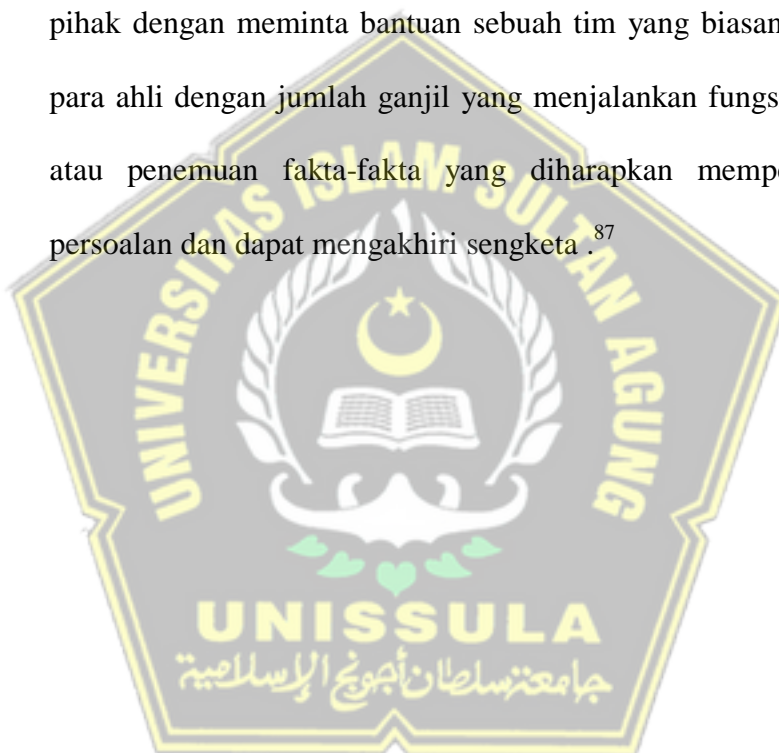 pihak dengan meminta bantuan sebuah tim yang biasan
para ahli dengan jumlah ganjil yang menjalankan fungs
atau penemuan fakta-fakta yang diharapkan mempe
persoalan dan dapat mengakhiri sengketa .87
UNIVERSITAS ISLAM SULTAN AGUNG
UNISSULA
جامعة سلطان أجونج الإسلامية